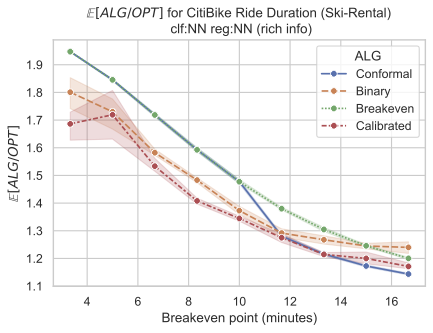 𝔼[ALG/OPT] for CitiBike Ride Duration (Ski-Rental)
clf:NN reg:NN (rich info)
ALG
Conformal
Binary
Breakeven
Calibrated
𝔼[ALG/OPT]
1.9
1.8
1.7
1.6
1.5
1.4
1.3
1.2
1.1
4 6 8 10 12 14 16
Breakeven point (minutes)